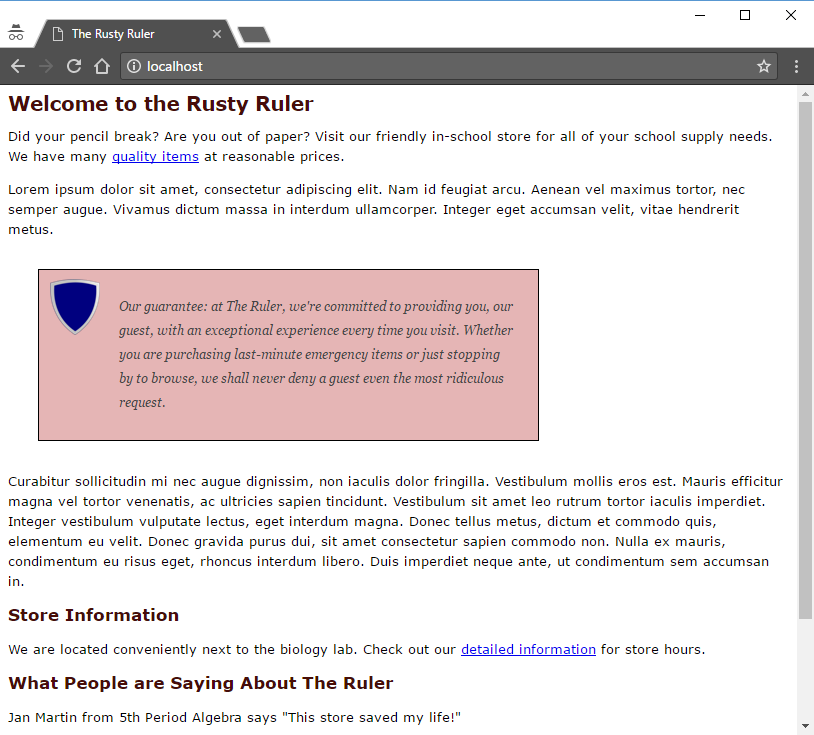 The Rusty Ruler
localhost
Welcome to the Rusty Ruler
Did your pencil break? Are you out of paper? Visit our friendly in-school store for all of your school supply needs.
We have many quality items at reasonable prices.
Lorem ipsum dolor sit amet, consectetur adipiscing elit. Nam id feugiat arcu. Aenean vel maximus tortor, nec
semper augue. Vivamus dictum massa in interdum ullamcorper. Integer eget accumsan velit, vitae hendrerit
metus.
Our guarantee: at The Ruler, we're committed to providing you, our
guest, with an exceptional experience every time you visit. Whether
you are purchasing last-minute emergency items or just stopping
by to browse, we shall never deny a guest even the most ridiculous
request.
Curabitur sollicitudin mi nec augue dignissim, non iaculis dolor fringilla. Vestibulum mollis eros est. Mauris efficitur
magna vel tortor venenatis, ac ultricies sapien tincidunt. Vestibulum sit amet leo rutrum tortor iaculis imperdiet.
Integer vestibulum vulputate lectus, eget interdum magna. Donec tellus metus, dictum et commodo quis,
elementum eu velit. Donec gravida purus dui, sit amet consectetur sapien commodo non. Nulla ex mauris,
condimentum eu risus eget, rhoncus interdum libero. Duis imperdiet neque ante, ut condimentum sem accumsan
in.
Store Information
We are located conveniently next to the biology lab. Check out our detailed information for store hours.
What People are Saying About The Ruler
Jan Martin from 5th Period Algebra says "This store saved my life!"